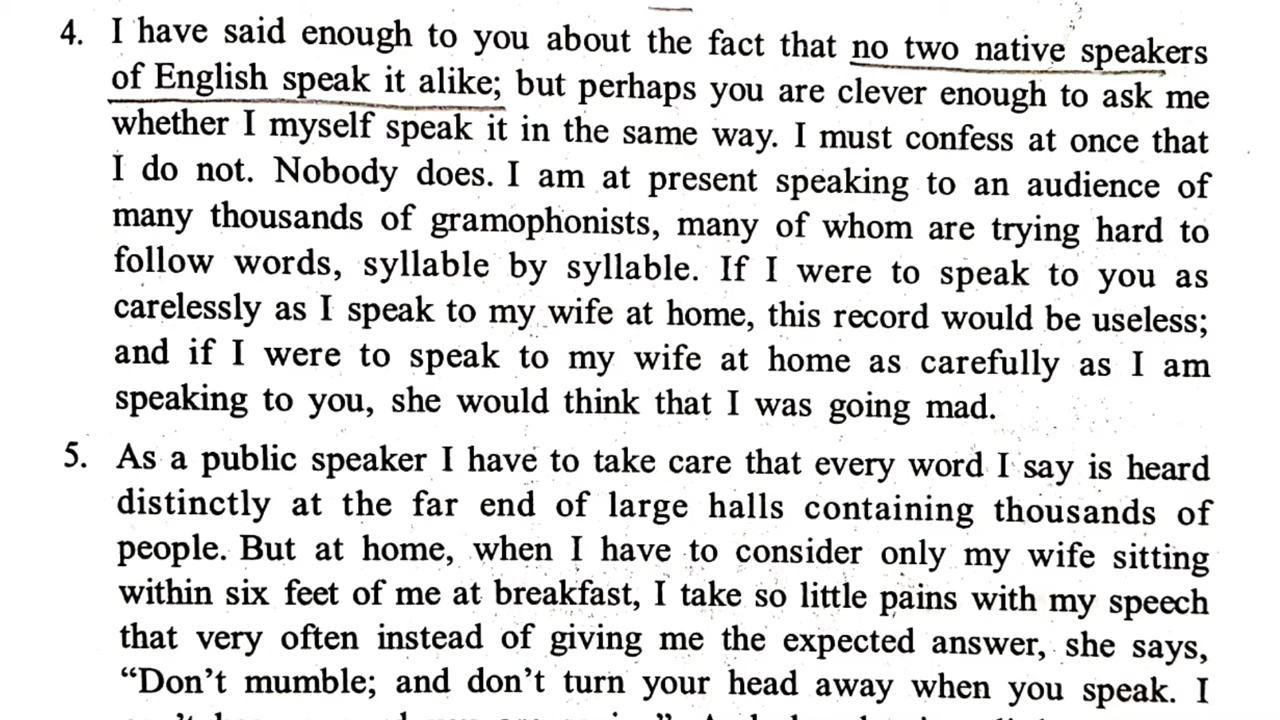 4. I have said enough to you about the fact that no two native speakers
of English speak it alike; but perhaps you are clever enough to ask me
whether I myself speak it in the same way. I must confess at once that
I do not. Nobody does. I am at present speaking to an audience of
many thousands of gramophonists, many of whom are trying hard to
follow words, syllable by syllable. If I were to speak to you as
carelessly as I speak to my wife at home, this record would be useless;
and if I were to speak to my wife at home as carefully as I am
speaking to you, she would think that I was going mad.
5. As a public speaker I have to take care that every word I say is heard
distinctly at the far end of large halls containing thousands of
people. But at home, when I have to consider only my wife sitting
within six feet of me at breakfast, I take so little pains with my speech
that very often instead of giving me the expected answer, she says,
“Don’t mumble; and don’t turn your head away when you speak. I